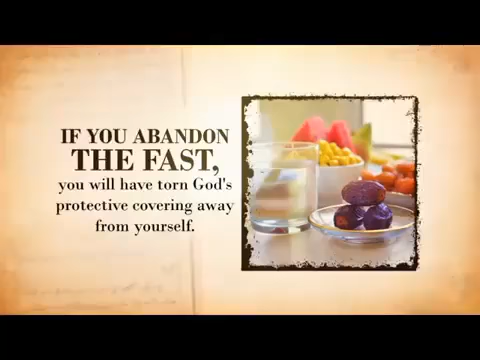 IF YOU ABANDON
THE FAST,
you will have torn God's
protective covering away
from yourself.